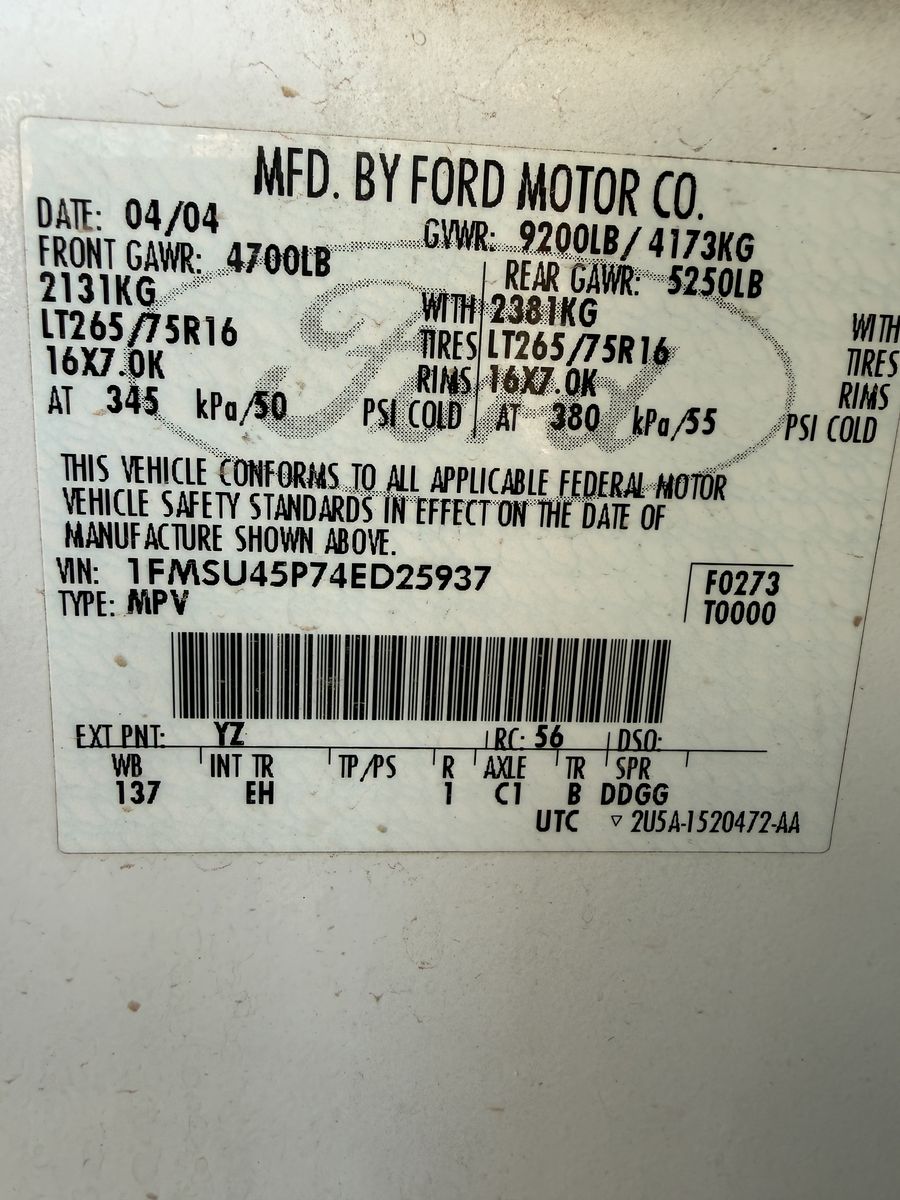 MFD. BY FORD MOTOR CO.
DATE: 04/04 GVWR: 9200LB/ 4173KG
FRONT GAWR: 4700LB REAR GAWR: 5250LB
2131KG WITH 2381KG WITH
LT265/75R16 TIRES LT265/75R16 TIRES
16X7.0K RIMS 16X7.0K RIMS
AT 345 kPa/50 PSI COLD AT 380 kPa/55 PSI COLD
Ford
THIS VEHICLE CONFORMS TO ALL APPLICABLE FEDERAL MOTOR
VEHICLE SAFETY STANDARDS IN EFFECT ON THE DATE OF
MANUFACTURE SHOWN ABOVE.
VIN: 1FMSU45P74ED25937 F0273
TYPE: MPV T0000
EXT PNT: YZ RC: 56 DSO:
WB INT TR TP/PS R AXLE TR SPR
137 EH 1 C1 B DDGG
UTC ▿ 2U5A-1520472-AA